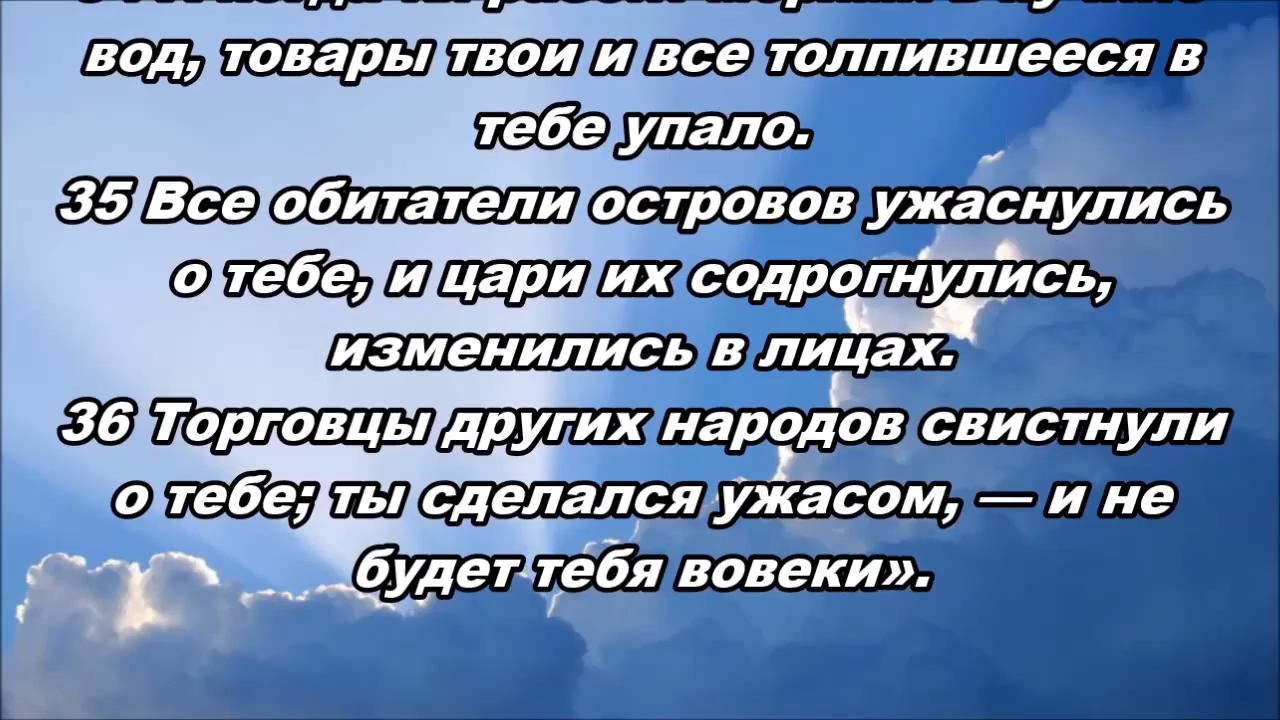 вод, товары твои и все толпившееся в
тебе упало.
35 Все обитатели островов ужаснулись
о тебе, и цари их содрогнулись,
изменились в лицах.
36 Торговцы других народов свистнули
о тебе; ты сделался ужасом, — и не
будет тебя вовеки».